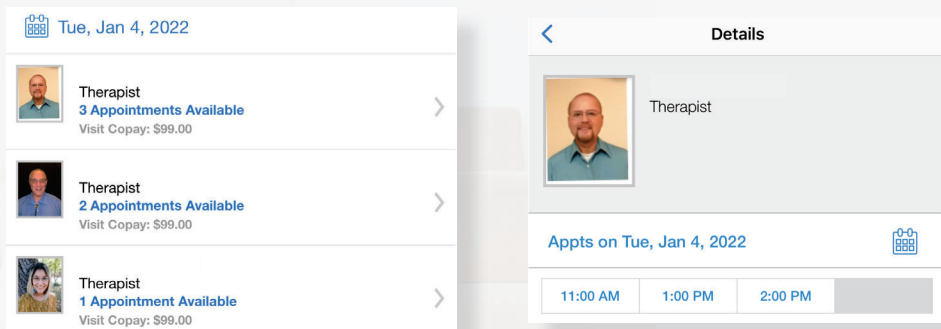 Tue, Jan 4, 2022
Therapist
3 Appointments Available
Visit Copay: $99.00
Therapist
2 Appointments Available
Visit Copay: $99.00
Therapist
1 Appointment Available
Visit Copay: $99.00
Details
Therapist
Appts on Tue, Jan 4, 2022
11:00 AM 1:00 PM 2:00 PM